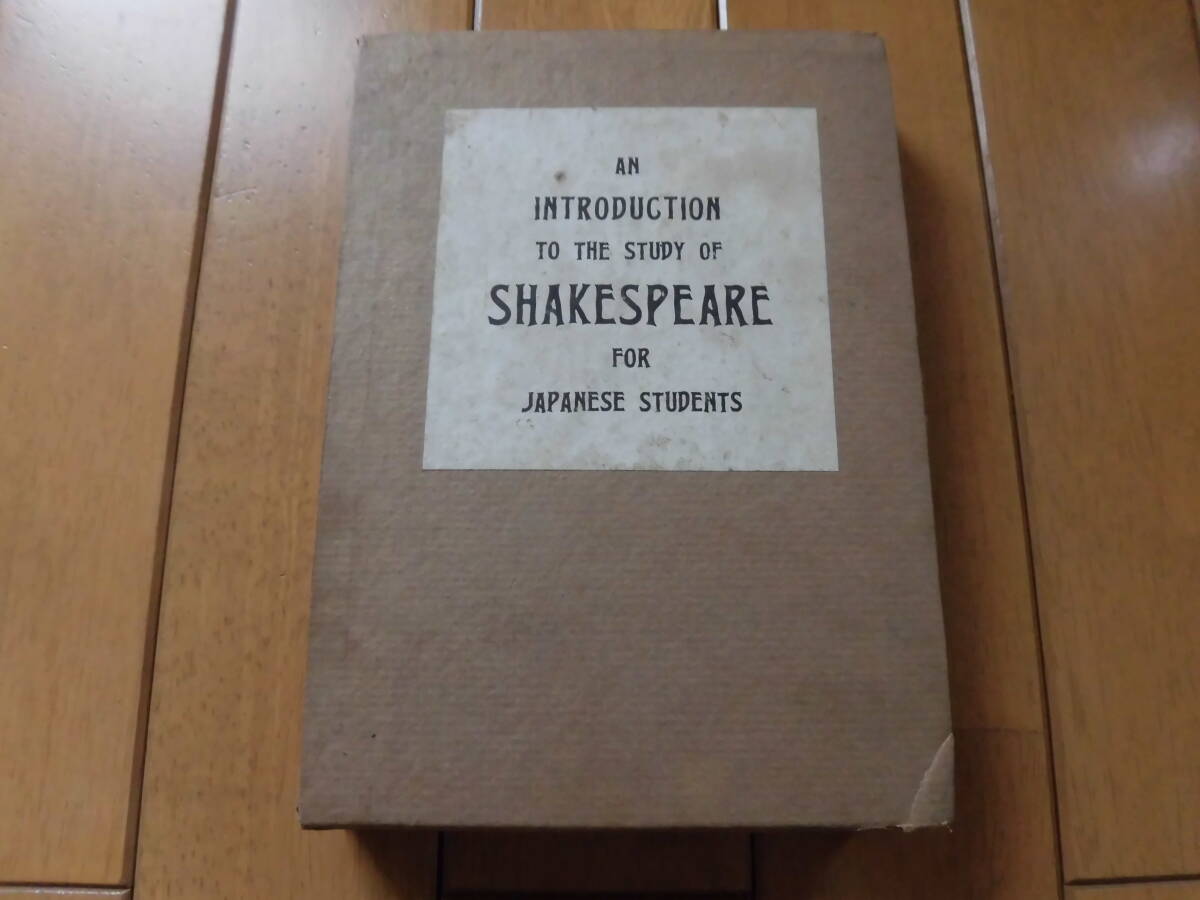 AN
INTRODUCTION
TO THE STUDY OF
SHAKESPEARE
FOR
JAPANESE STUDENTS